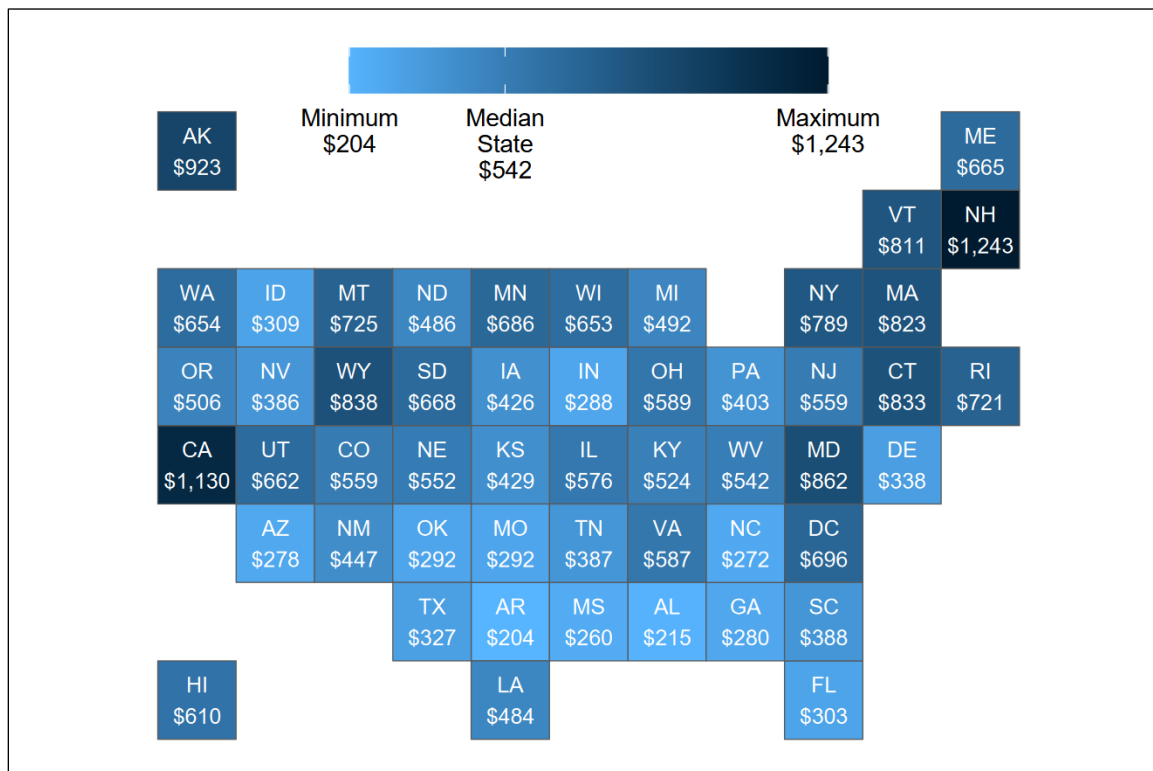 Minimum
$204
Median
State
$542
Maximum
$1,243
AK
$923
ME
$665
VT
$811
NH
$1,243
WA
$654
ID
$309
MT
$725
ND
$486
MN
$686
WI
$653
MI
$492
NY
$789
MA
$823
OR
$506
NV
$386
WY
$838
SD
$668
IA
$426
IN
$288
OH
$589
PA
$403
NJ
$559
CT
$833
RI
$721
CA
$1,130
UT
$662
CO
$559
NE
$552
KS
$429
IL
$576
KY
$524
WV
$542
MD
$862
DE
$338
AZ
$278
NM
$447
OK
$292
MO
$292
TN
$387
VA
$587
NC
$272
DC
$696
TX
$327
AR
$204
MS
$260
AL
$215
GA
$280
SC
$388
HI
$610
LA
$484
FL
$303